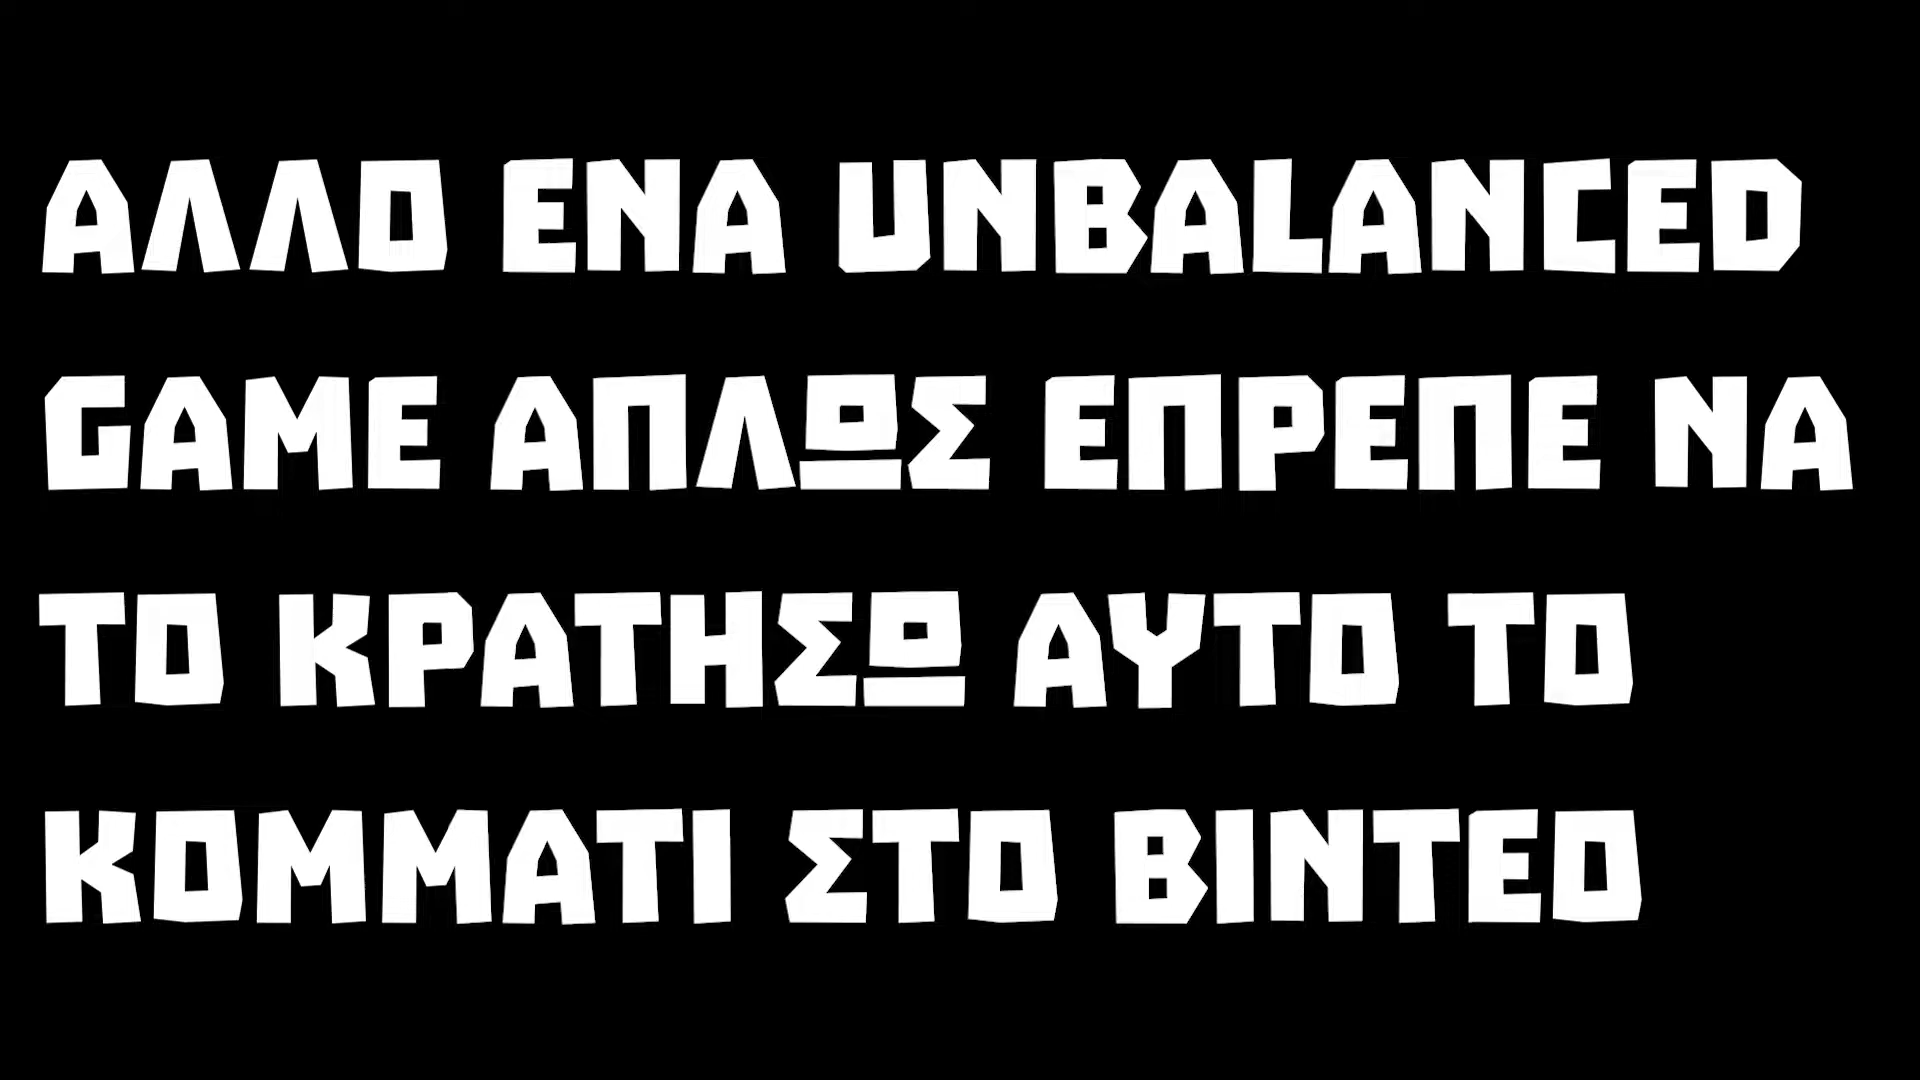 ΑΛΛΟ ΕΝΑ UNBALANCED
GAME ΑΠΛΩΣ ΕΠΡΕΠΕ ΝΑ
ΤΟ ΚΡΑΤΗΣΩ ΑΥΤΟ ΤΟ
ΚΟΜΜΑΤΙ ΣΤΟ ΒΙΝΤΕΟ